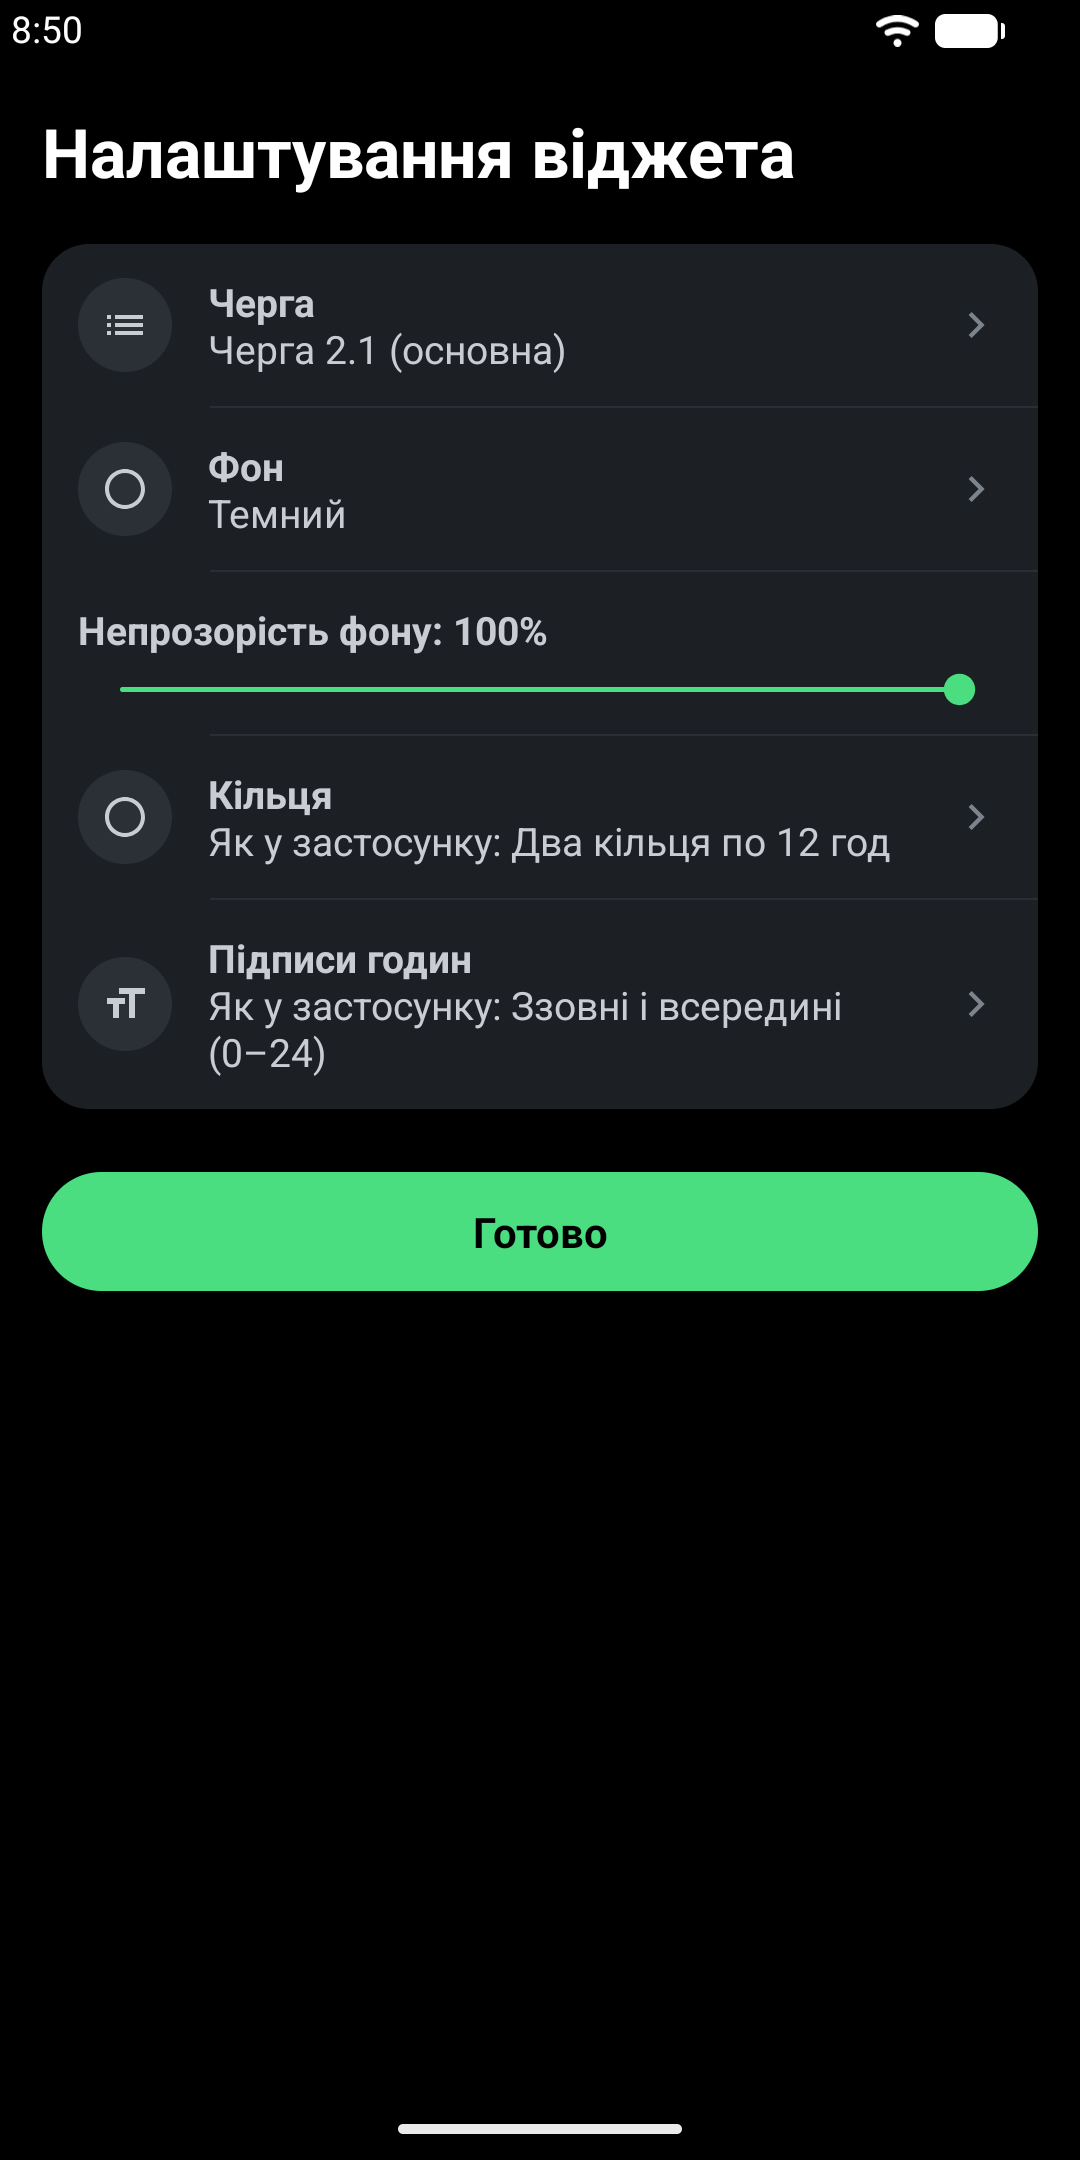 8:50
Налаштування віджета
Черга
Черга 2.1 (основна)
Фон
Темний
Непрозорість фону: 100%
Кільця
Як у застосунку: Два кільця по 12 год
Підписи годин
Як у застосунку: Ззовні і всередині
(0–24)
Готово